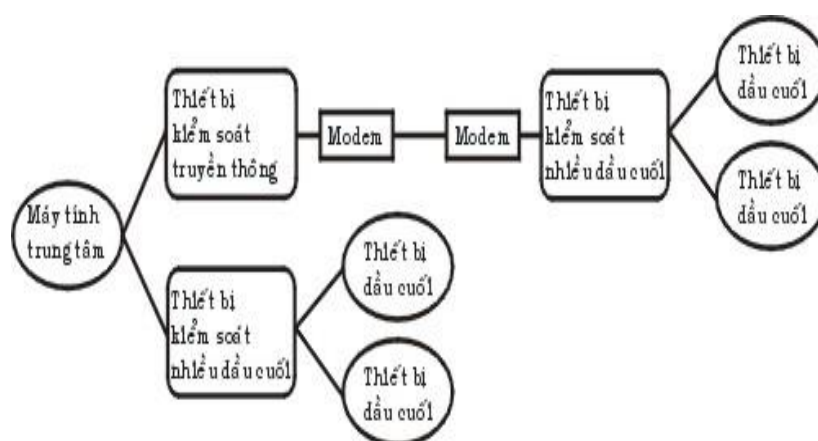 Máy tính
trung tâm
Thiết bị
kiểm soát
truyền thông
Modem
Modem
Thiết bị
kiểm soát
nhiều đầu cuối
Thiết bị
đầu cuối
Thiết bị
đầu cuối
Thiết bị
kiểm soát
nhiều đầu cuối
Thiết bị
đầu cuối
Thiết bị
đầu cuối